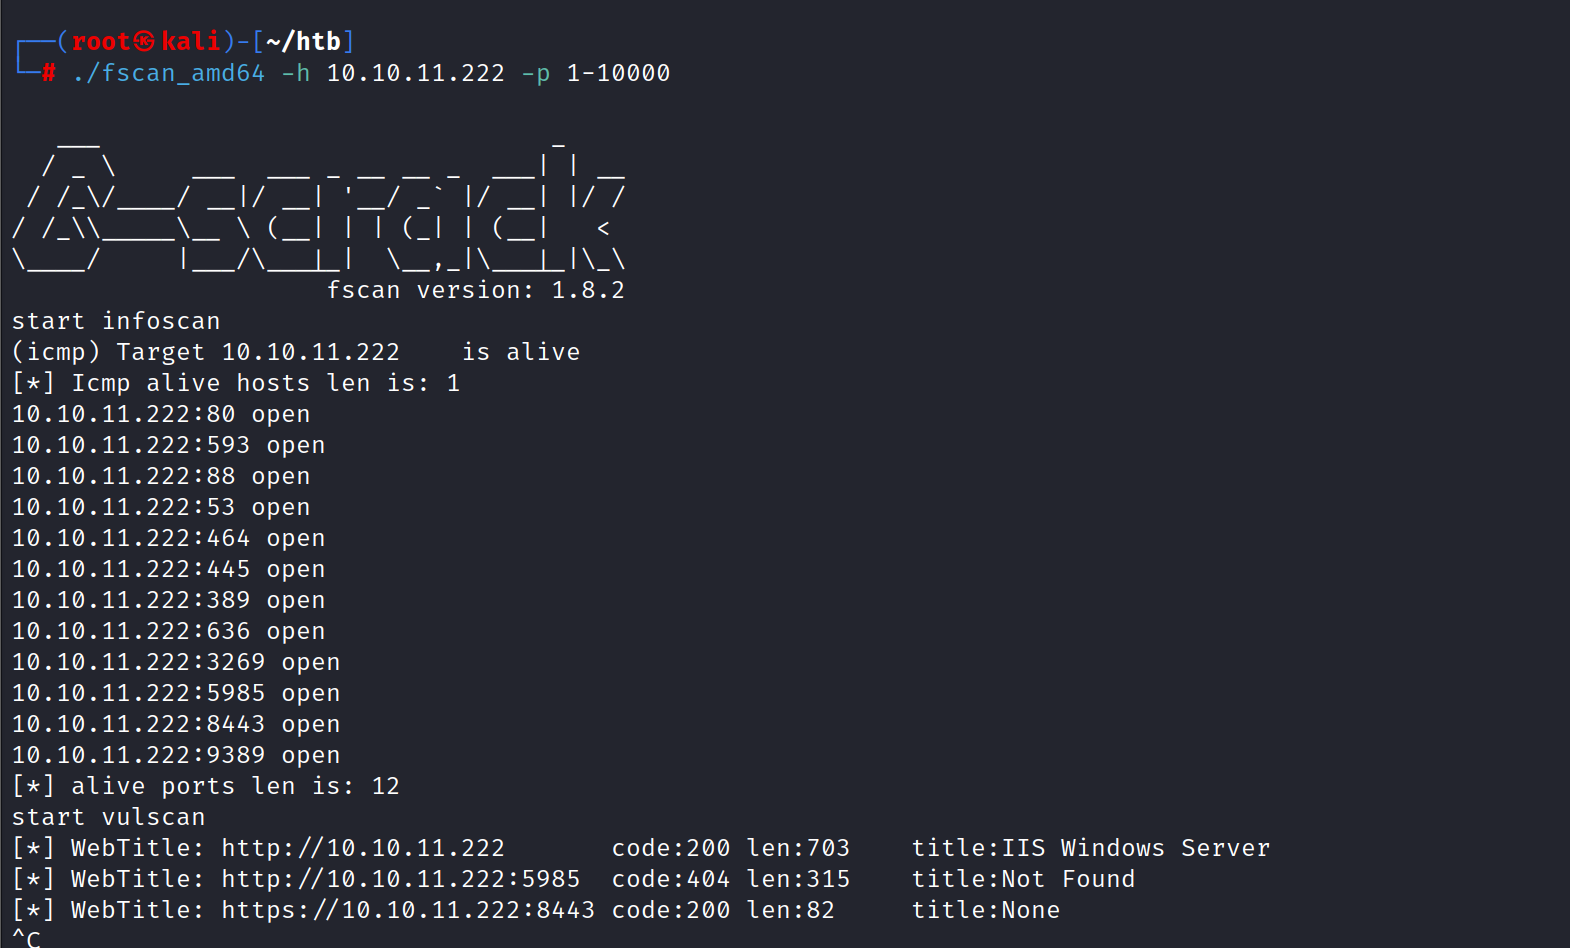 ┌──(root㉿kali)-[~/htb]
└─# ./fscan_amd64 -h 10.10.11.222 -p 1-10000
   ___                              _
  / _ \     ___  ___ _ __ __ _  ___| | __
 / /_\/____/ __|/ __| '__/ _` |/ __| |/ /
/ /_\\_____\__ \ (__| | | (_| | (__|   <
\____/     |___/\___|_|  \__,_|\___|_|\_\
                     fscan version: 1.8.2
start infoscan
(icmp) Target 10.10.11.222    is alive
[*] Icmp alive hosts len is: 1
10.10.11.222:80 open
10.10.11.222:593 open
10.10.11.222:88 open
10.10.11.222:53 open
10.10.11.222:464 open
10.10.11.222:445 open
10.10.11.222:389 open
10.10.11.222:636 open
10.10.11.222:3269 open
10.10.11.222:5985 open
10.10.11.222:8443 open
10.10.11.222:9389 open
[*] alive ports len is: 12
start vulscan
[*] WebTitle: http://10.10.11.222       code:200 len:703    title:IIS Windows Server
[*] WebTitle: http://10.10.11.222:5985  code:404 len:315    title:Not Found
[*] WebTitle: https://10.10.11.222:8443 code:200 len:82     title:None
^C